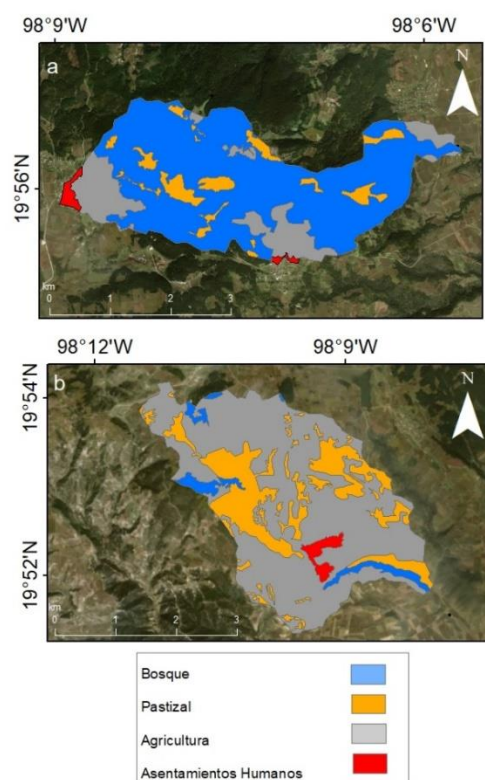 98°9'W 98°6'W
a
N
19°56'N
km
0 1 2 3
98°12'W 98°9'W
b
N
19°54'N
19°52'N
km
0 1 2 3
Bosque
Pastizal
Agricultura
Asentamientos Humanos